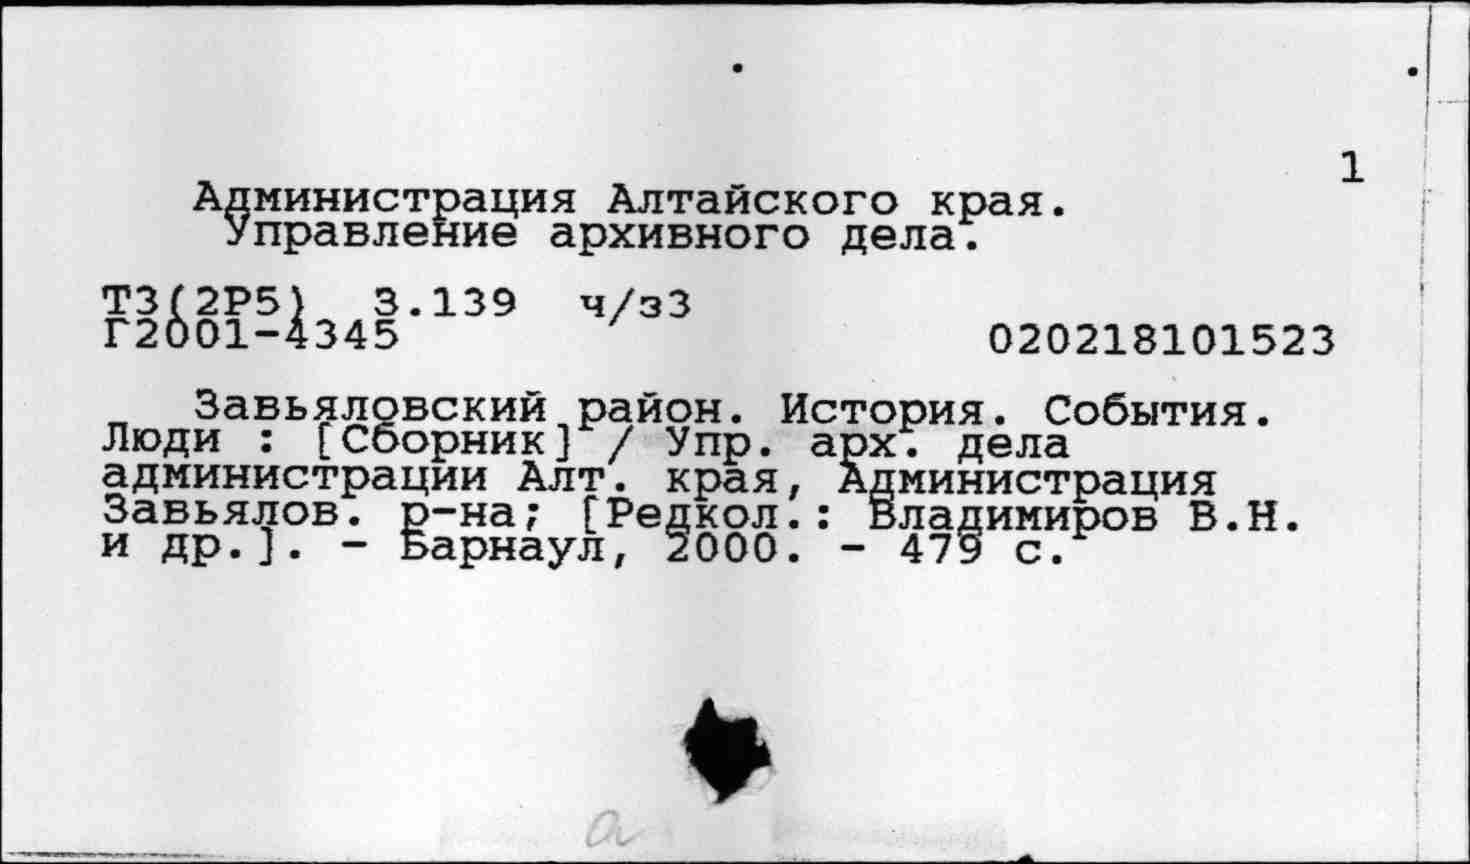 1
Администрация Алтайского края.
Управление архивного дела.
Т3(2Р5) З.139 ч/з3
Г2001-4345
020218101523
Завьяловский район. История. События.
Люди : [Сборник] / Упр. арх. дела
администрации Алт. края, Администрация
Завьялов. р-на; [Редкол.: Владимиров В.Н.
и др.]. - Барнаул, 2000. - 479 с.
а